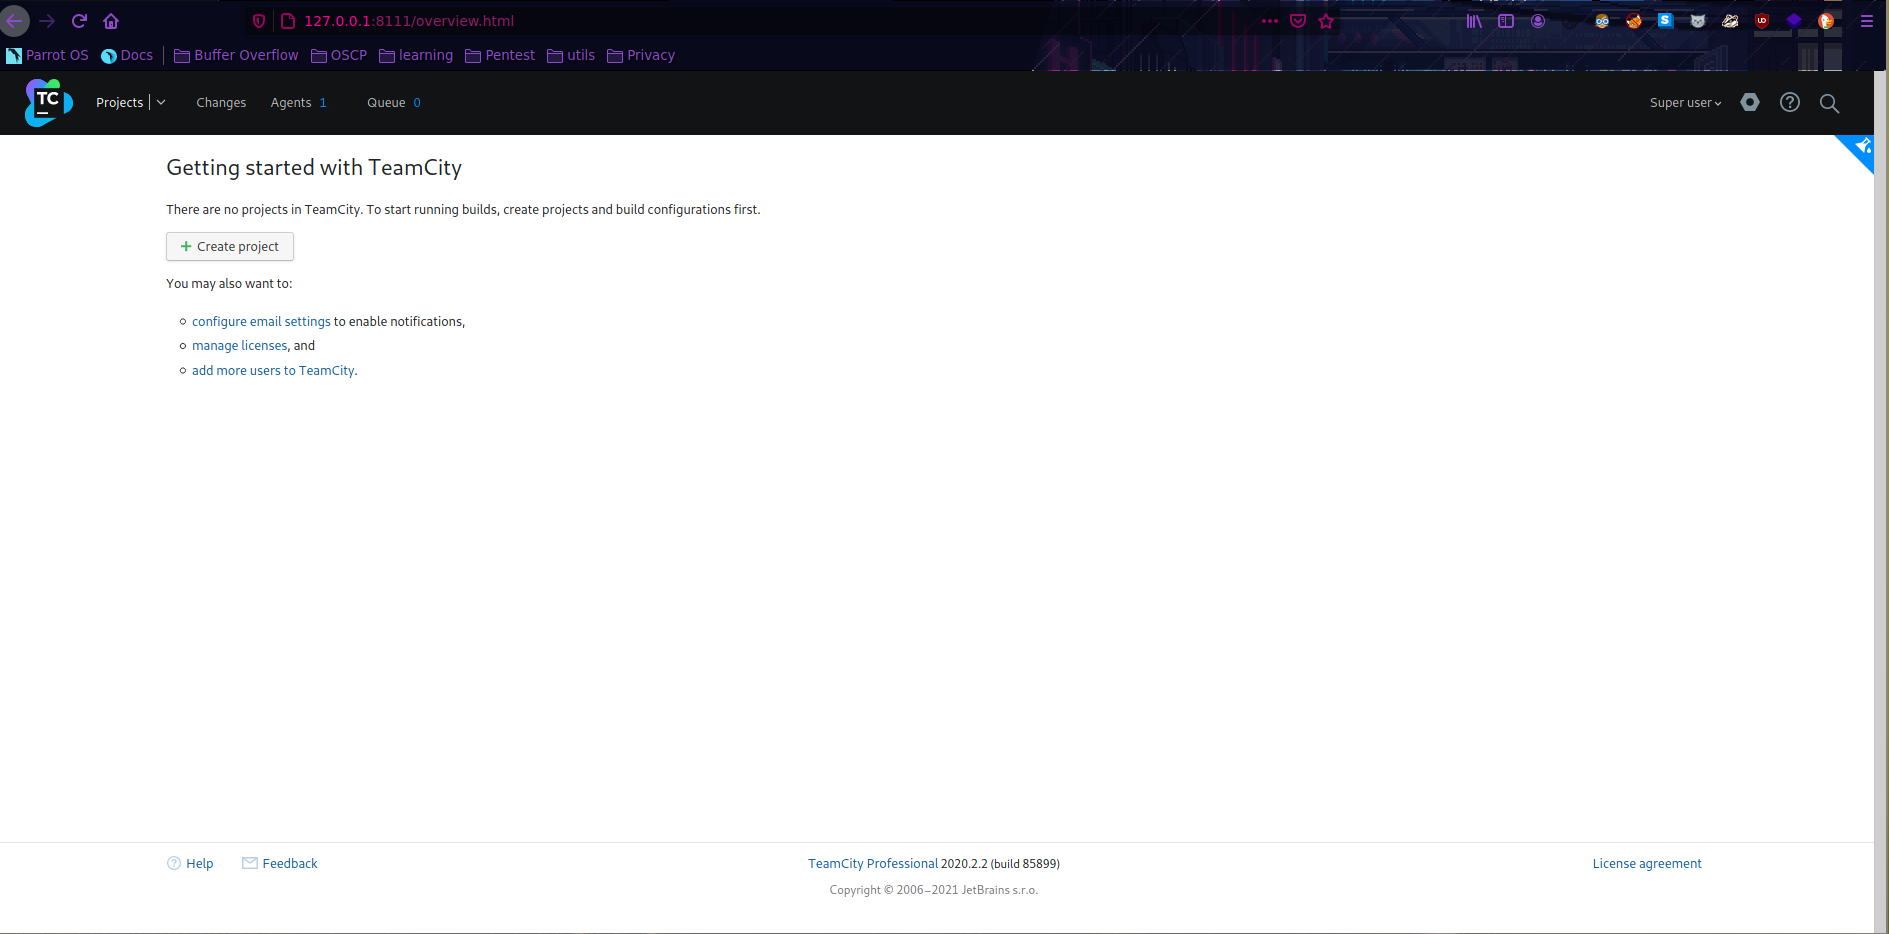 127.0.0.1:8111/overview.html
Parrot OS Docs Buffer Overflow OSCP learning Pentest utils Privacy
TC Projects Changes Agents 1 Queue 0 Super user
Getting started with TeamCity
There are no projects in TeamCity. To start running builds, create projects and build configurations first.
+ Create project
You may also want to:
configure email settings to enable notifications,
manage licenses, and
add more users to TeamCity.
Help Feedback TeamCity Professional 2020.2.2 (build 85899) License agreement
Copyright © 2006–2021 JetBrains s.r.o.